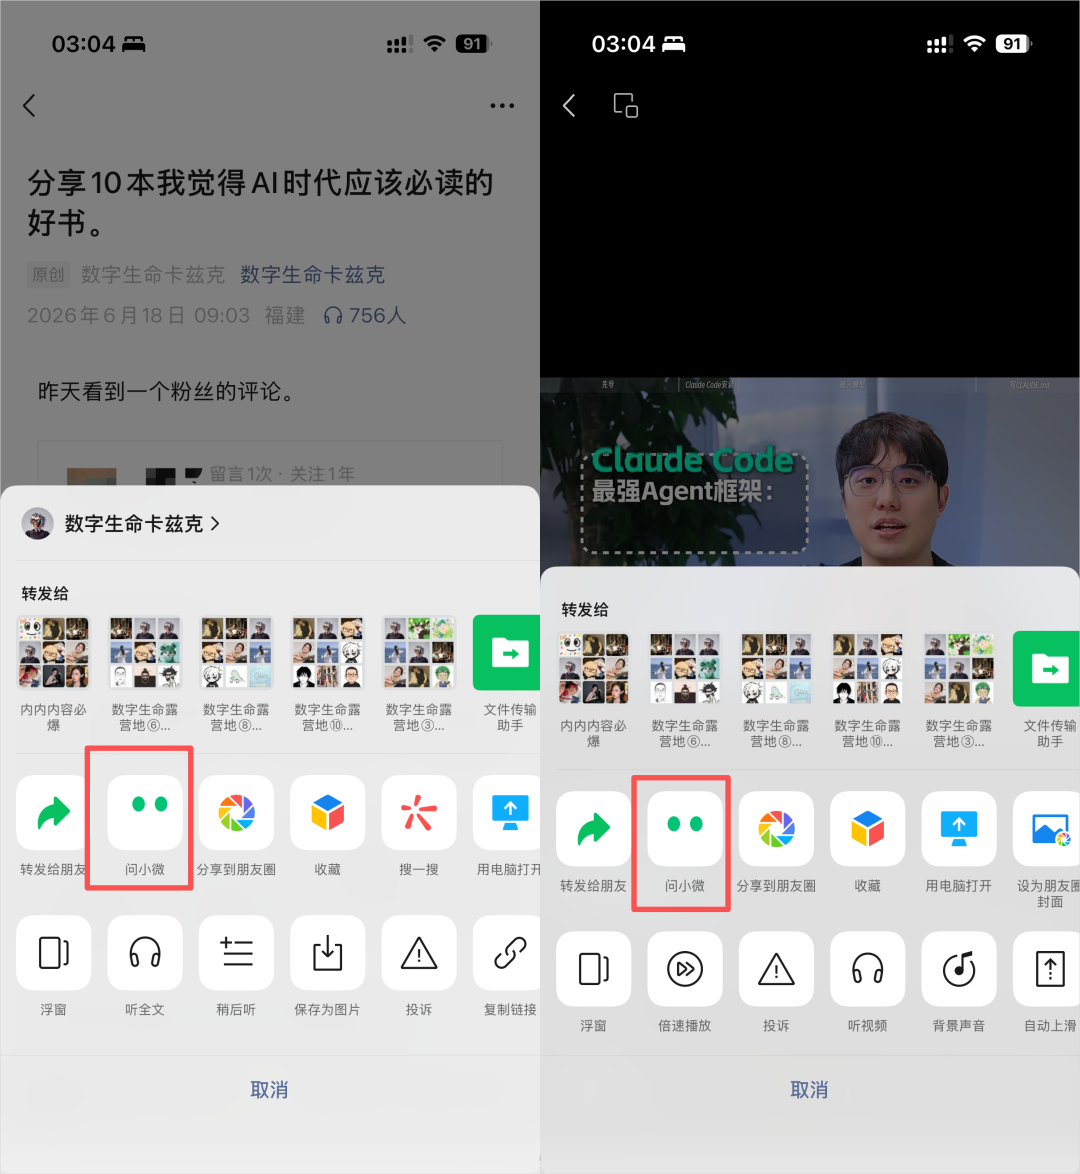 03:04
91
分享10本我觉得AI时代应该必读的
好书。
原创 数字生命卡兹克 数字生命卡兹克
2026年6月18日 09:03 福建 756人
昨天看到一个粉丝的评论。
留言1次 · 关注1年
数字生命卡兹克
转发给
内内内容必
爆
数字生命露
营地⑥...
数字生命露
营地⑧...
数字生命露
营地⑩...
数字生命露
营地③...
文件传输
助手
转发给朋友
问小微
分享到朋友圈
收藏
搜一搜
用电脑打开
浮窗
听全文
稍后听
保存为图片
投诉
复制链接
取消
03:04
91
Claude Code安装
写CLAUDE.md
Claude Code
最强Agent框架：
转发给
内内内容必
爆
数字生命露
营地⑥...
数字生命露
营地⑧...
数字生命露
营地⑩...
数字生命露
营地③...
文件传输
助手
转发给朋友
问小微
分享到朋友圈
收藏
用电脑打开
设为朋友圈
封面
浮窗
倍速播放
投诉
听视频
背景声音
自动上滑
取消